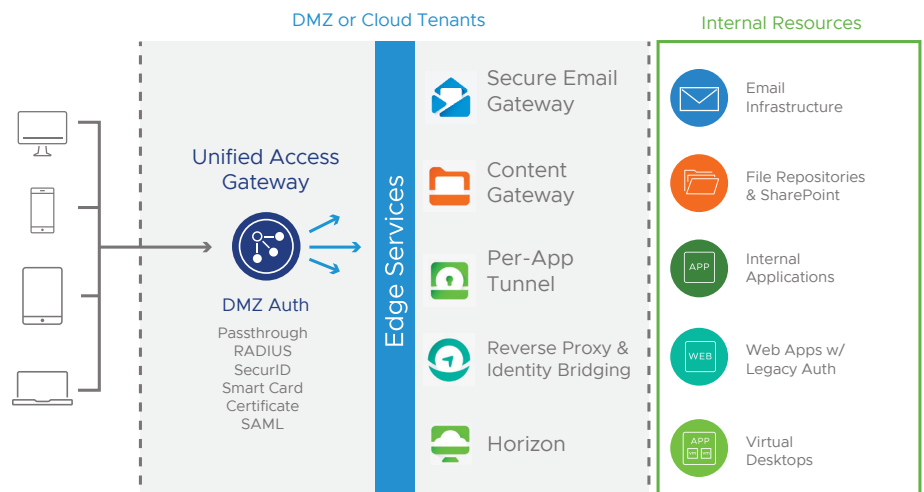 DMZ or Cloud Tenants
Internal Resources
Unified Access
Gateway
DMZ Auth
Passthrough
RADIUS
SecurID
Smart Card
Certificate
SAML
Edge Services
Secure Email
Gateway
Content
Gateway
Per-App
Tunnel
Reverse Proxy &
Identity Bridging
Horizon
Email
Infrastructure
File Repositories
& SharePoint
APP
Internal
Applications
WEB
Web Apps w/
Legacy Auth
APP
Virtual
Desktops